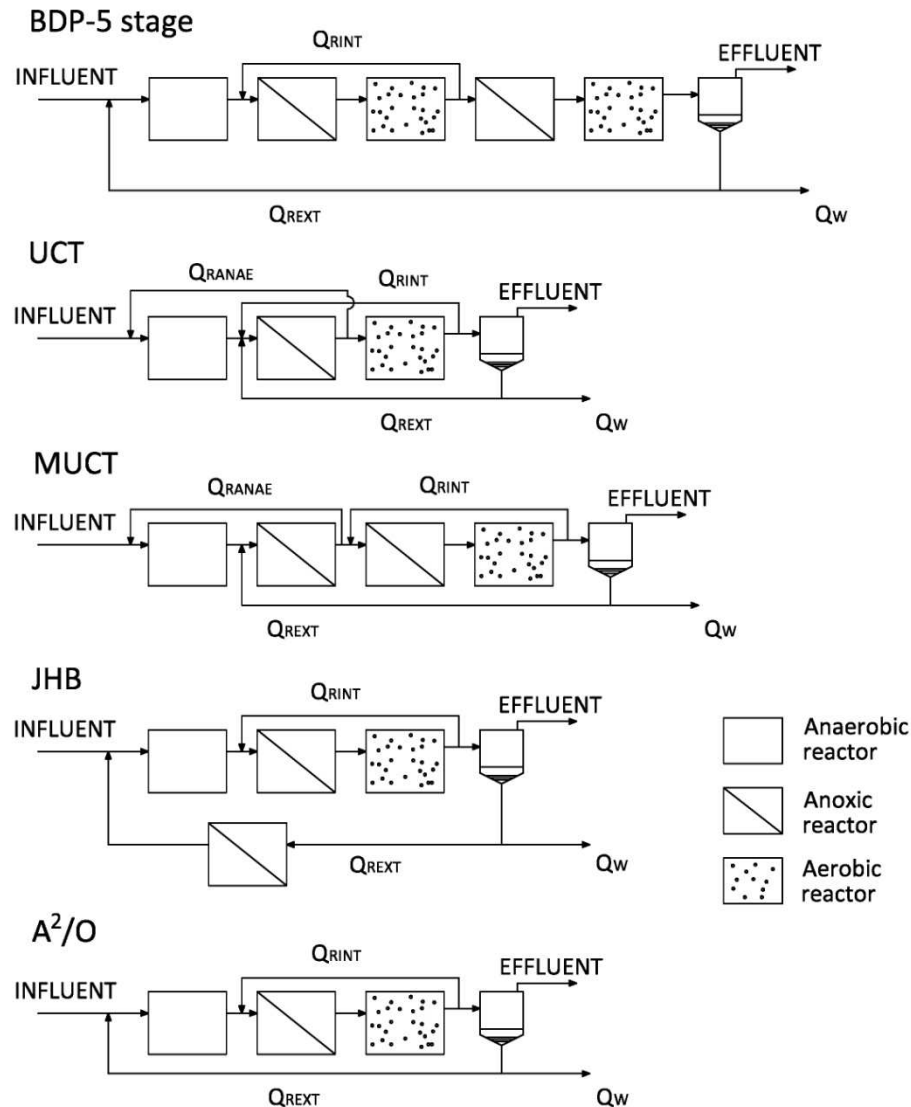 BDP-5 stage
QRINT
INFLUENT
EFFLUENT
QREXT
QW
UCT
QRANAE
QRINT
INFLUENT
EFFLUENT
QREXT
QW
MUCT
QRANAE
QRINT
INFLUENT
EFFLUENT
QREXT
QW
JHB
QRINT
INFLUENT
EFFLUENT
QREXT
QW
Anaerobic
reactor
Anoxic
reactor
Aerobic
reactor
A²/O
QRINT
INFLUENT
EFFLUENT
QREXT
QW